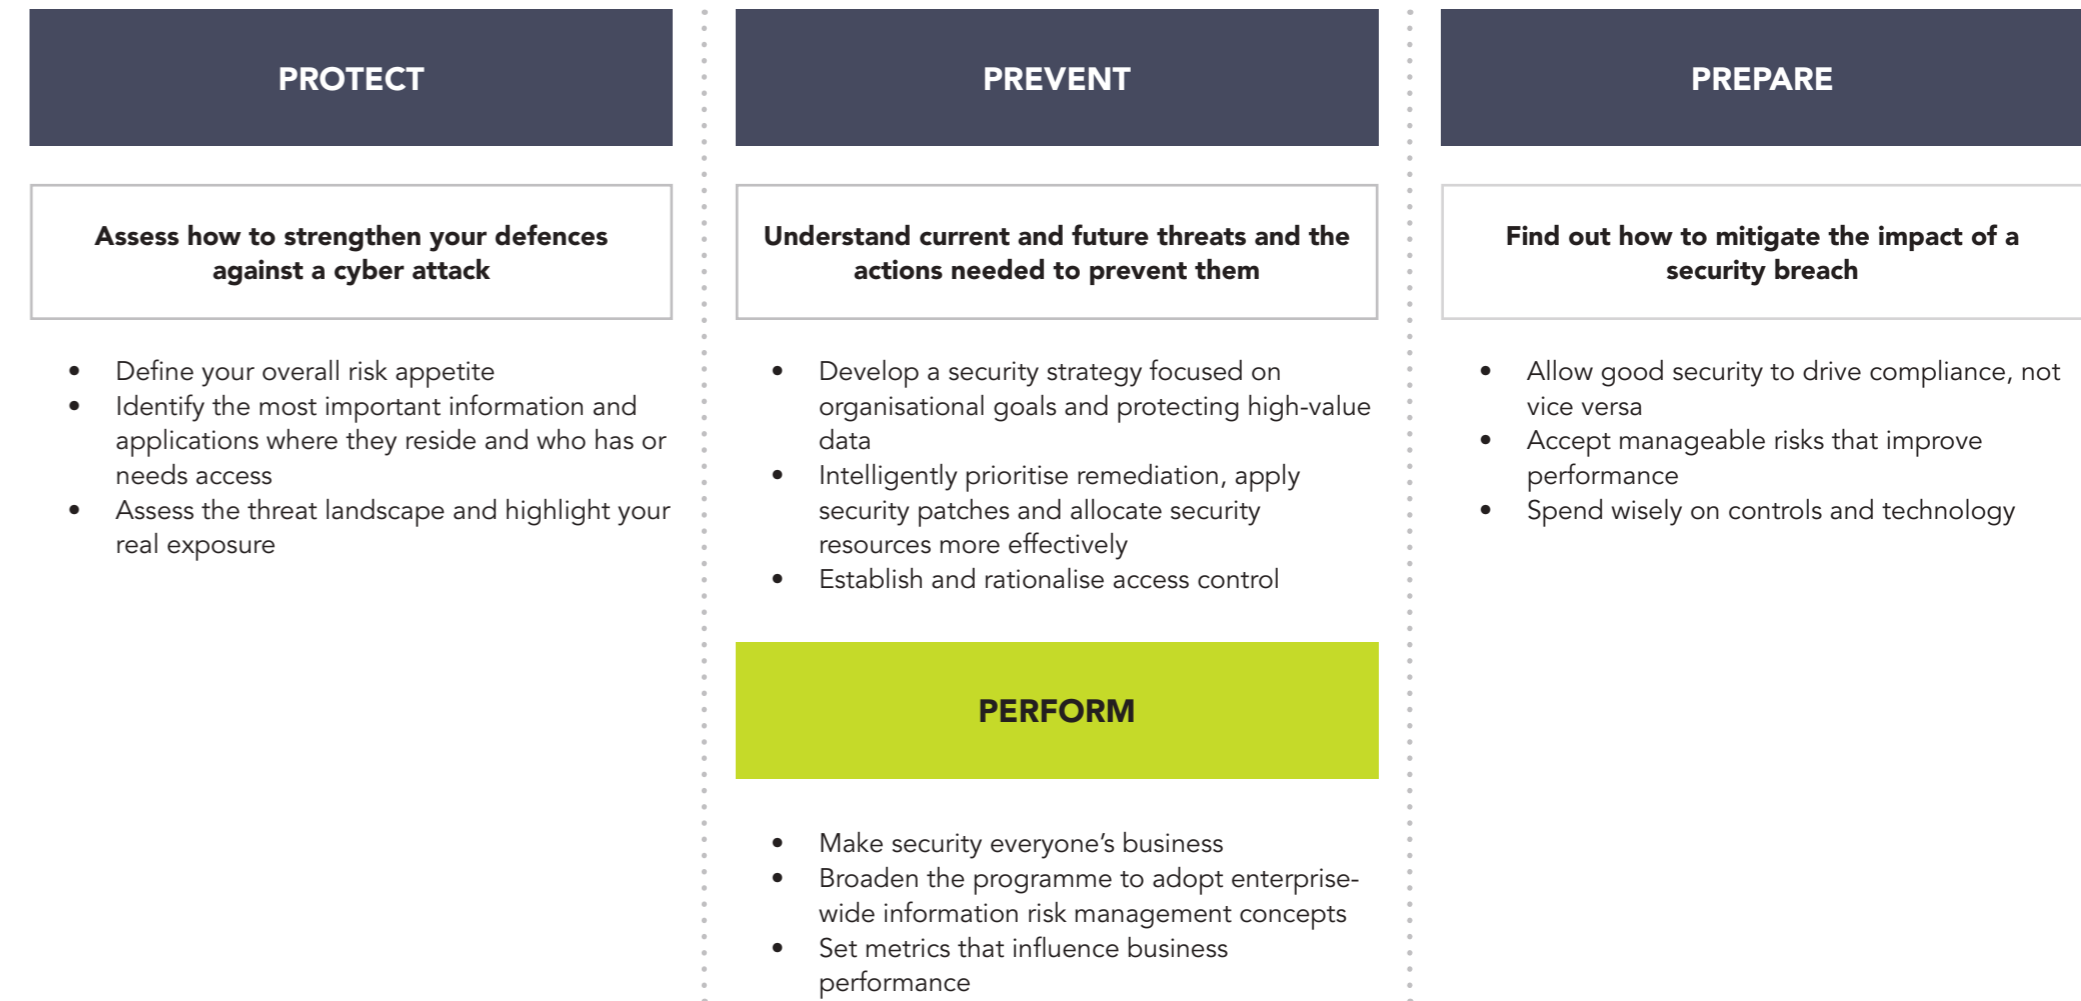 PROTECT
Assess how to strengthen your defences
against a cyber attack
• Define your overall risk appetite
• Identify the most important information and
applications where they reside and who has or
needs access
• Assess the threat landscape and highlight your
real exposure
PREVENT
Understand current and future threats and the
actions needed to prevent them
• Develop a security strategy focused on
organisational goals and protecting high-value
data
• Intelligently prioritise remediation, apply
security patches and allocate security
resources more effectively
• Establish and rationalise access control
PERFORM
• Make security everyone’s business
• Broaden the programme to adopt enterprise-
wide information risk management concepts
• Set metrics that influence business
performance
PREPARE
Find out how to mitigate the impact of a
security breach
• Allow good security to drive compliance, not
vice versa
• Accept manageable risks that improve
performance
• Spend wisely on controls and technology